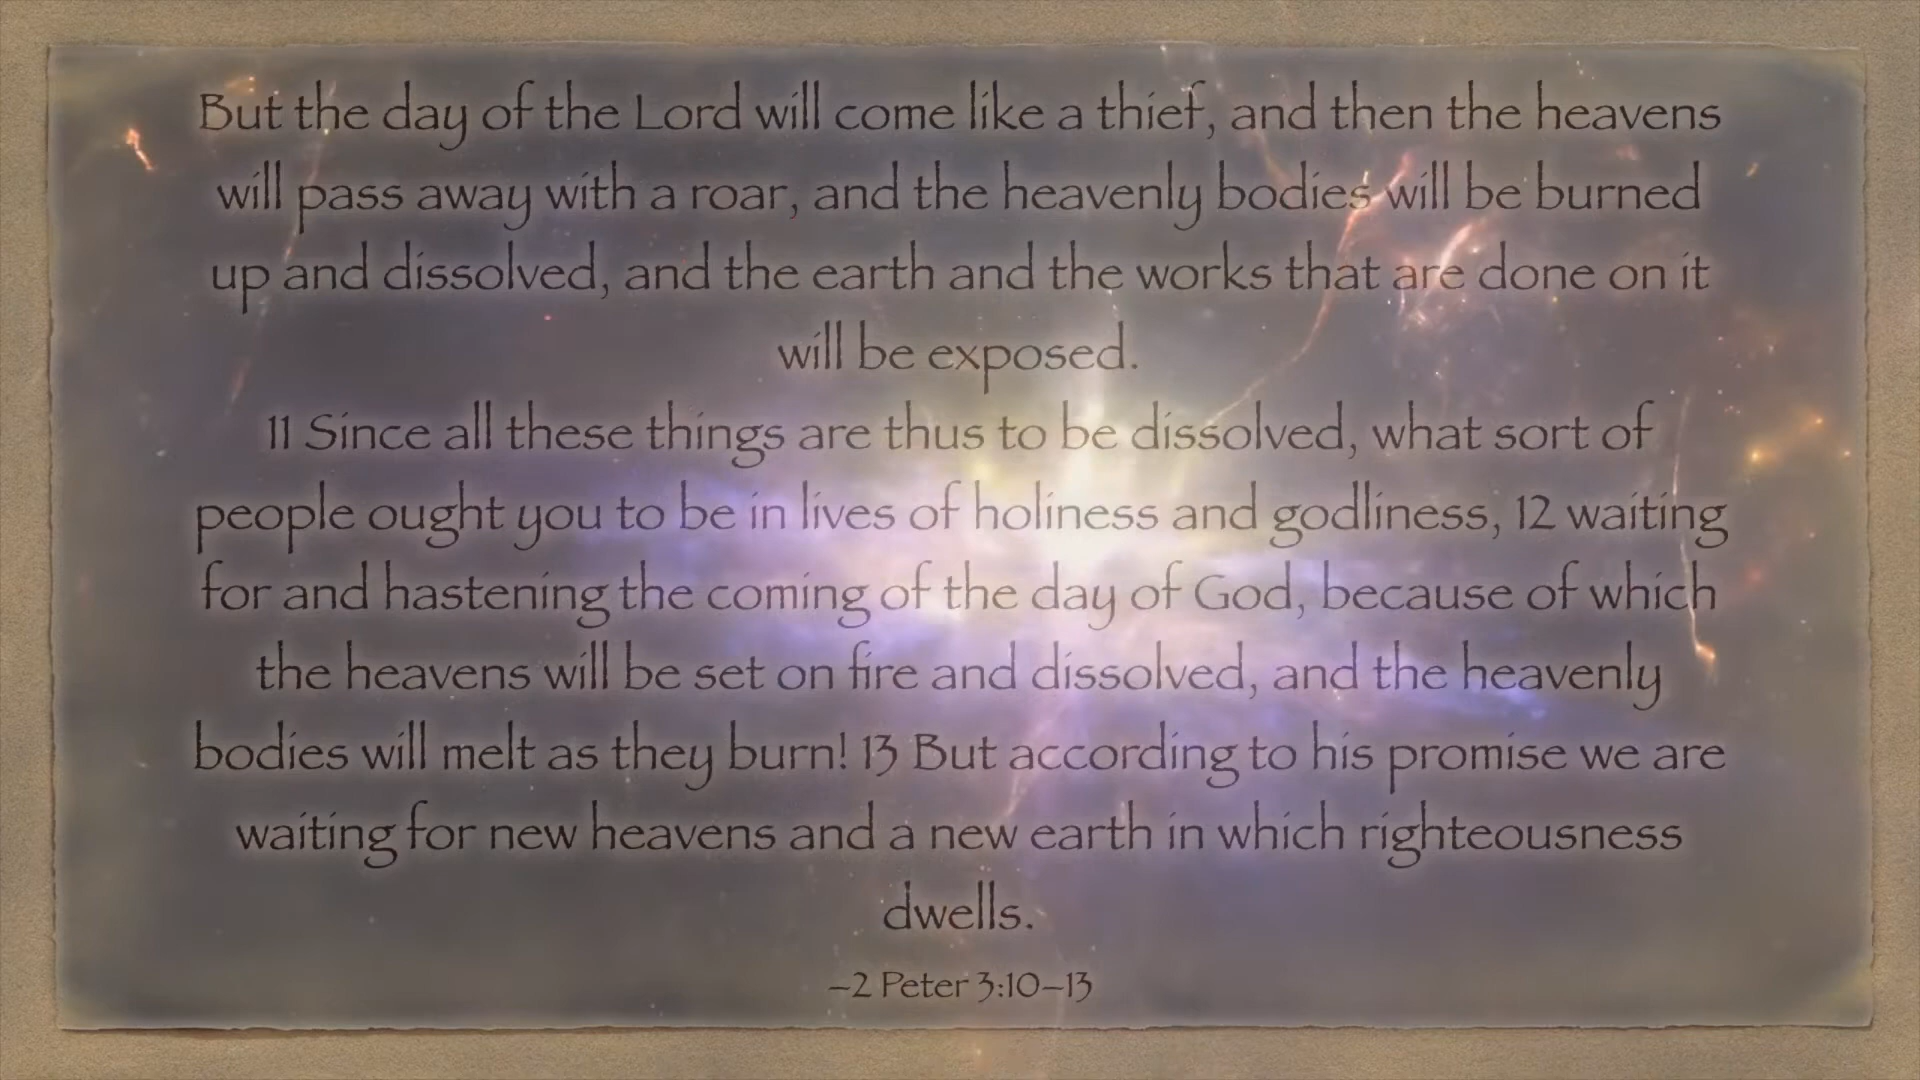 But the day of the Lord will come like a thief, and then the heavens
will pass away with a roar, and the heavenly bodies will be burned
up and dissolved, and the earth and the works that are done on it
will be exposed.
11 Since all these things are thus to be dissolved, what sort of
people ought you to be in lives of holiness and godliness, 12 waiting
for and hastening the coming of the day of God, because of which
the heavens will be set on fire and dissolved, and the heavenly
bodies will melt as they burn! 13 But according to his promise we are
waiting for new heavens and a new earth in which righteousness
dwells.
–2 Peter 3:10–13